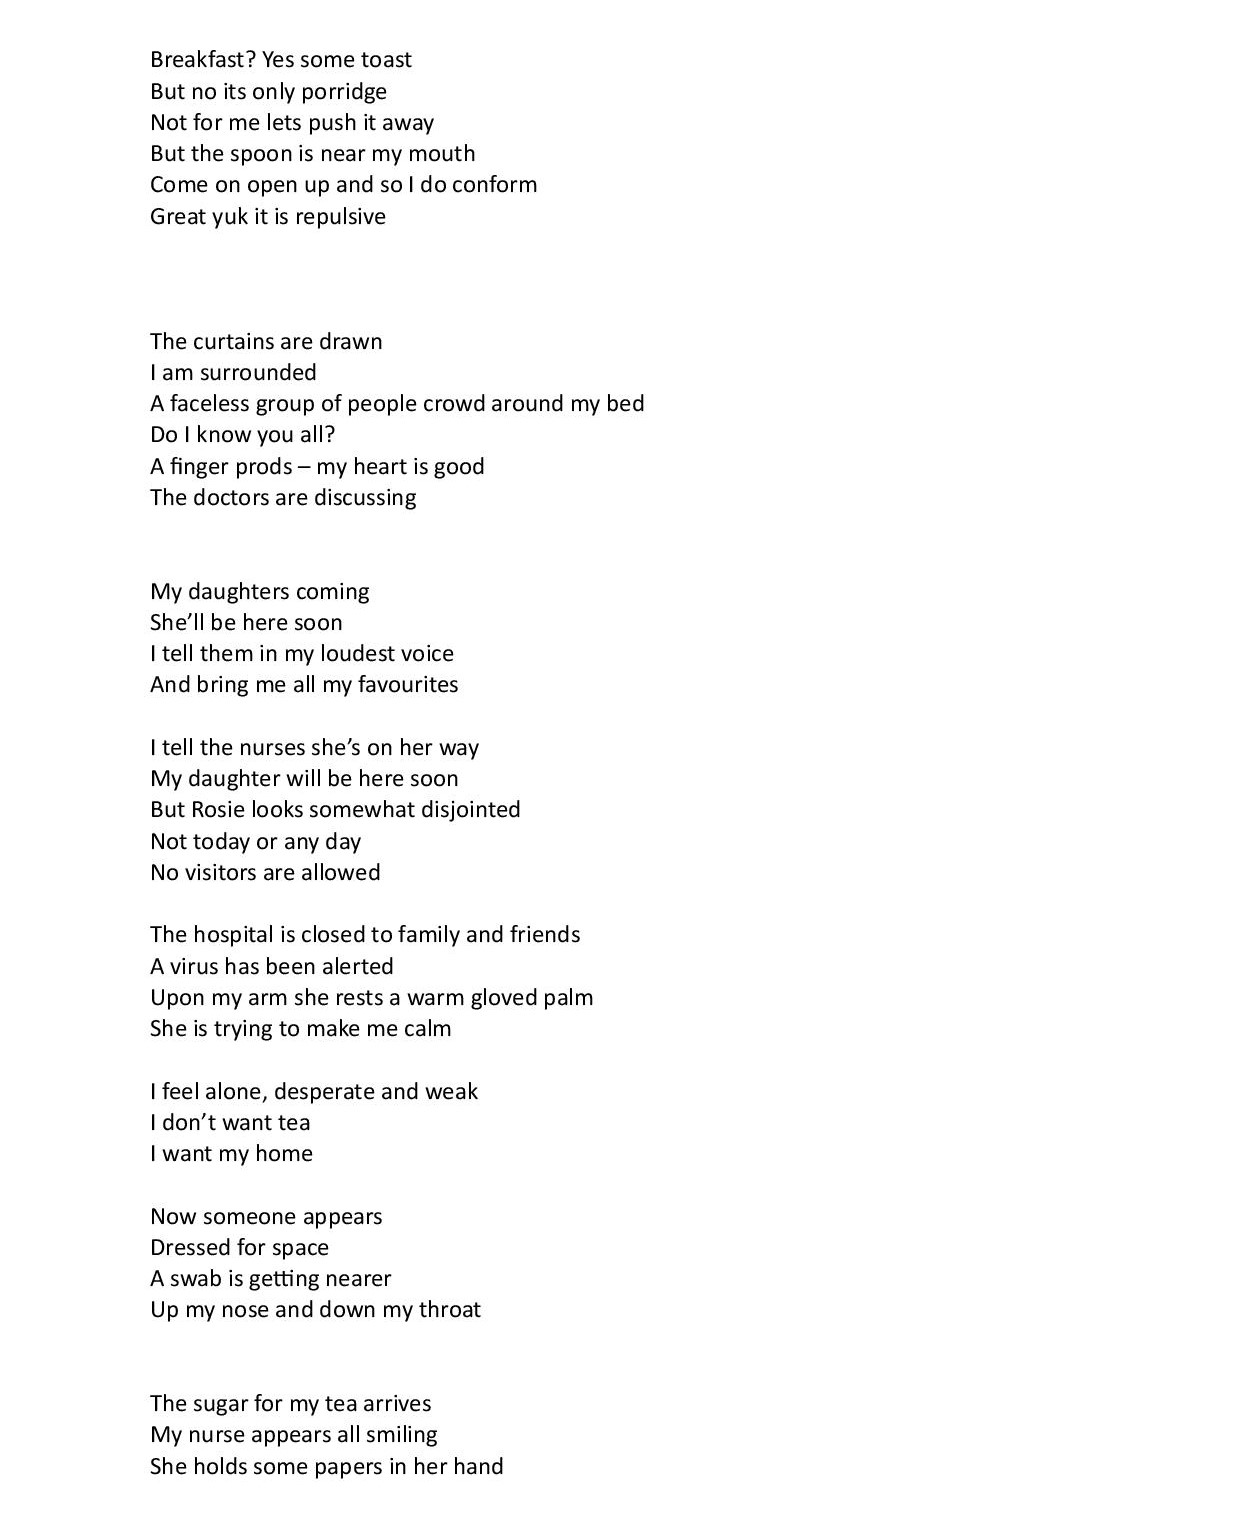 Breakfast? Yes some toast
But no its only porridge
Not for me lets push it away
But the spoon is near my mouth
Come on open up and so I do conform
Great yuk it is repulsive
The curtains are drawn
I am surrounded
A faceless group of people crowd around my bed
Do I know you all?
A finger prods – my heart is good
The doctors are discussing
My daughters coming
She’ll be here soon
I tell them in my loudest voice
And bring me all my favourites
I tell the nurses she’s on her way
My daughter will be here soon
But Rosie looks somewhat disjointed
Not today or any day
No visitors are allowed
The hospital is closed to family and friends
A virus has been alerted
Upon my arm she rests a warm gloved palm
She is trying to make me calm
I feel alone, desperate and weak
I don’t want tea
I want my home
Now someone appears
Dressed for space
A swab is getting nearer
Up my nose and down my throat
The sugar for my tea arrives
My nurse appears all smiling
She holds some papers in her hand